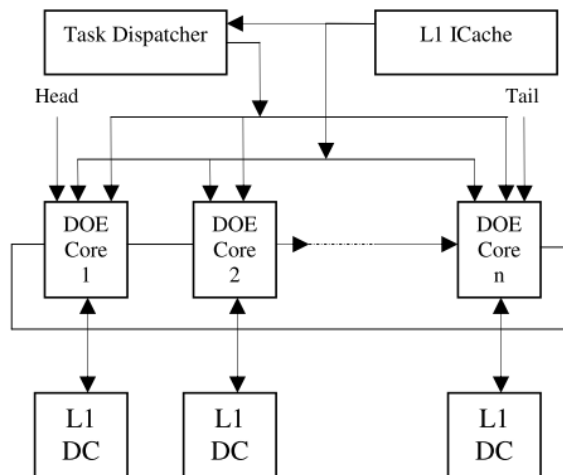 Task Dispatcher
L1 ICache
Head
Tail
DOE
Core
1
DOE
Core
2
DOE
Core
n
L1
DC
L1
DC
L1
DC